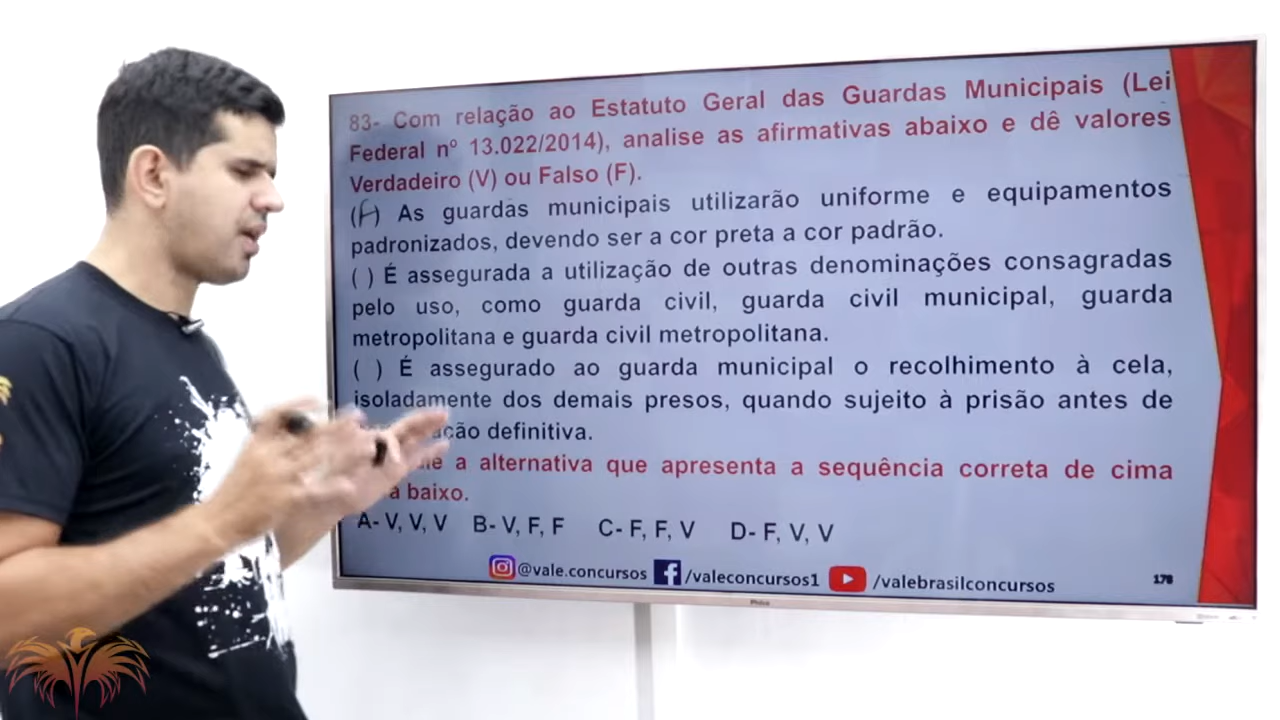 83- Com relação ao Estatuto Geral das Guardas Municipais (Lei
Federal nº 13.022/2014), analise as afirmativas abaixo e dê valores
Verdadeiro (V) ou Falso (F).
(F) As guardas municipais utilizarão uniforme e equipamentos
padronizados, devendo ser a cor preta a cor padrão.
( ) É assegurada a utilização de outras denominações consagradas
pelo uso, como guarda civil, guarda civil municipal, guarda
metropolitana e guarda civil metropolitana.
( ) É assegurado ao guarda municipal o recolhimento à cela,
isoladamente dos demais presos, quando sujeito à prisão antes de
definitiva.
a alternativa que apresenta a sequência correta de cima
baixo.
A- V, V, V B- V, F, F C- F, F, V D- F, V, V
@vale.concursos /valeconcursos1 /valebrasilconcursos
178
Philco